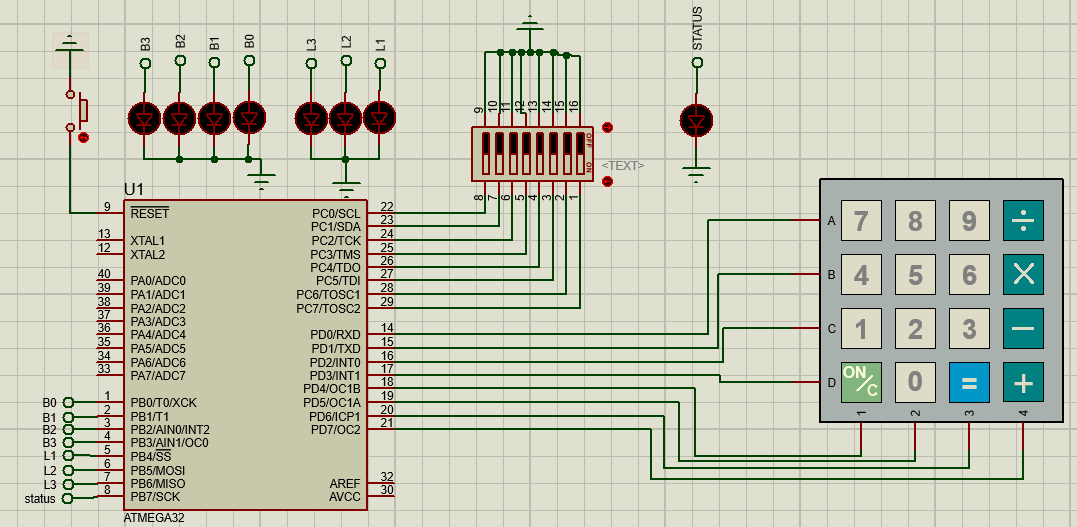 B3 B2 B1 B0 L3 L2 L1 STATUS
9 10 11 12 13 14 15 16
OFF
ON
<TEXT>
8 7 6 5 4 3 2 1
U1
9 RESET PC0/SCL 22
PC1/SDA 23
13 XTAL1 PC2/TCK 24
12 XTAL2 PC3/TMS 25
PC4/TDO 26
40 PA0/ADC0 PC5/TDI 27
39 PA1/ADC1 PC6/TOSC1 28
38 PA2/ADC2 PC7/TOSC2 29
37 PA3/ADC3
36 PA4/ADC4 PD0/RXD 14
35 PA5/ADC5 PD1/TXD 15
34 PA6/ADC6 PD2/INT0 16
33 PA7/ADC7 PD3/INT1 17
PD4/OC1B 18
B0 1 PB0/T0/XCK PD5/OC1A 19
B1 2 PB1/T1 PD6/ICP1 20
B2 3 PB2/AIN0/INT2 PD7/OC2 21
B3 4 PB3/AIN1/OC0
L1 5 PB4/SS
L2 6 PB5/MOSI
L3 7 PB6/MISO AREF 32
status 8 PB7/SCK AVCC 30
ATMEGA32
A 7 8 9 ÷
B 4 5 6 ×
C 1 2 3 −
D ON/C 0 = +
1 2 3 4